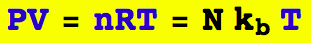 PV = nRT = N k_b T